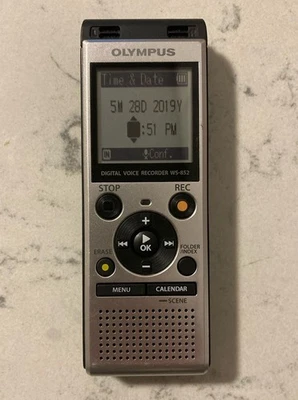 OLYMPUS
Time & Date
5M 28D 2019Y
:51 PM
Conf.
DIGITAL VOICE RECORDER WS-852
STOP REC
+
OK
ERASE
FOLDER
INDEX
−
MENU CALENDAR
SCENE